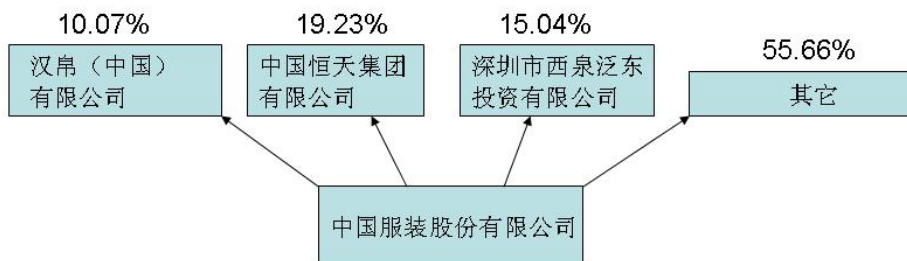 10.07%
19.23%
15.04%
55.66%
汉帛（中国）
有限公司
中国恒天集团
有限公司
深圳市西泉泛东
投资有限公司
其它
中国服装股份有限公司